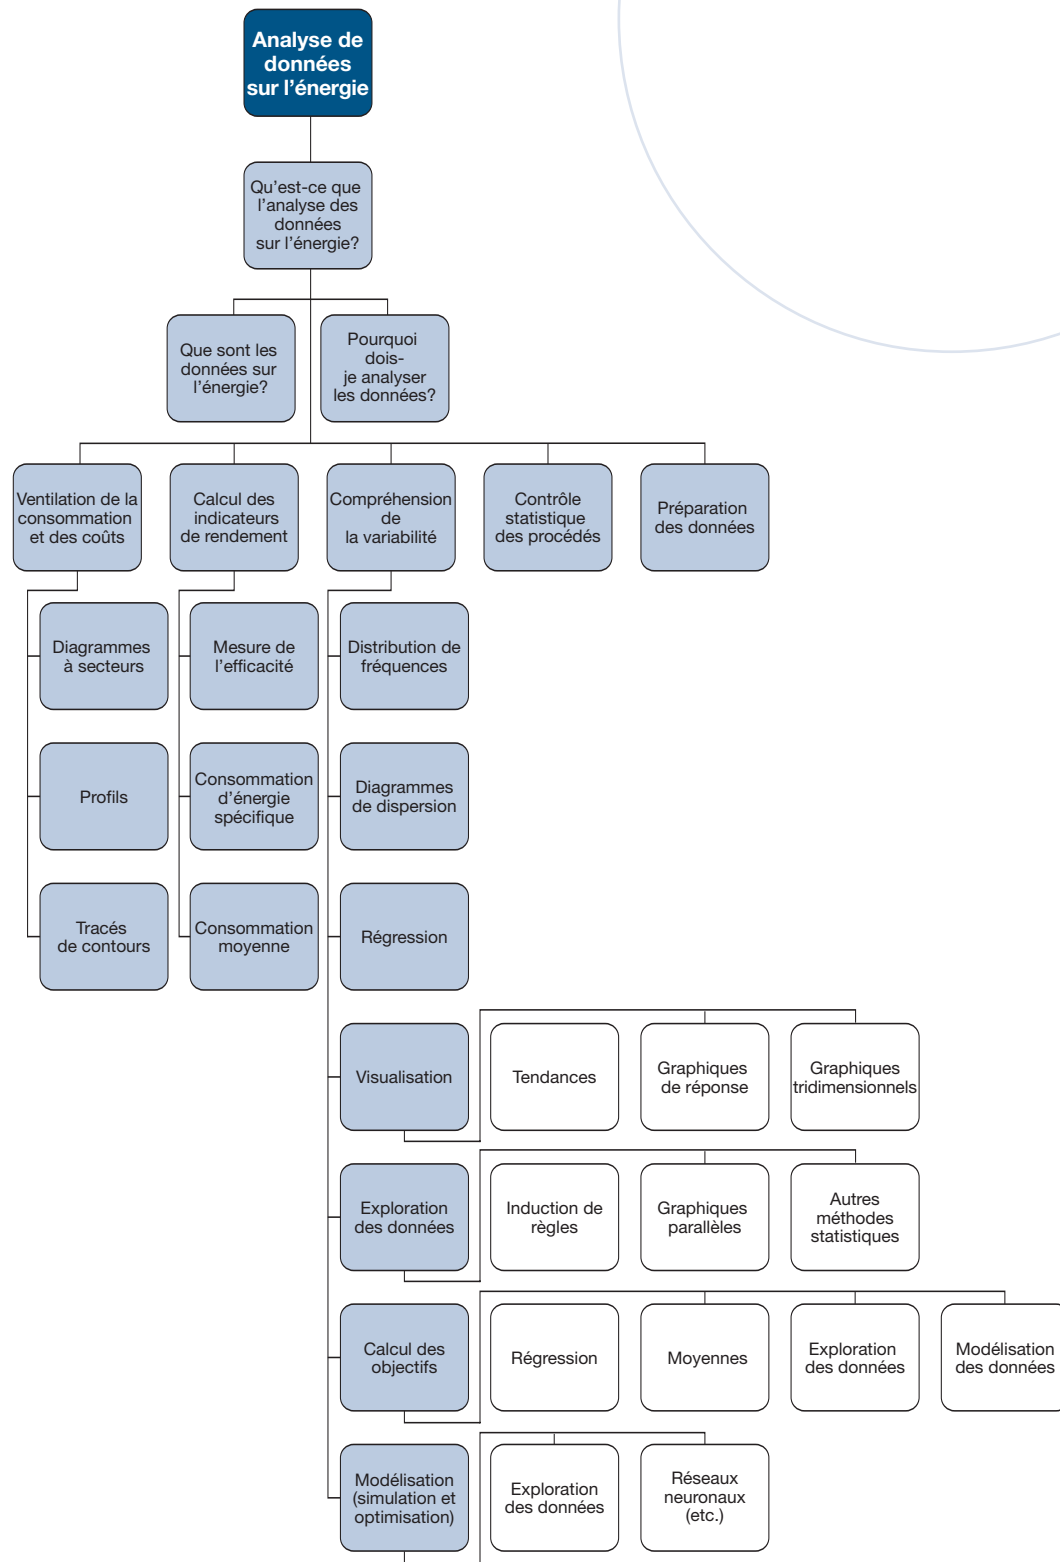 Analyse de
données
sur l'énergie
Qu'est-ce que
l'analyse des
données
sur l'énergie?
Que sont les
données sur
l'énergie?
Pourquoi
dois-
je analyser
les données?
Ventilation de la
consommation
et des coûts
Calcul des
indicateurs
de rendement
Compréhension
de
la variabilité
Contrôle
statistique
des procédés
Préparation
des données
Diagrammes
à secteurs
Mesure de
l'efficacité
Distribution de
fréquences
Profils
Consommation
d'énergie
spécifique
Diagrammes
de dispersion
Tracés
de contours
Consommation
moyenne
Régression
Visualisation
Tendances
Graphiques
de réponse
Graphiques
tridimensionnels
Exploration
des données
Induction de
règles
Graphiques
parallèles
Autres
méthodes
statistiques
Calcul des
objectifs
Régression
Moyennes
Exploration
des données
Modélisation
des données
Modélisation
(simulation et
optimisation)
Exploration
des données
Réseaux
neuronaux
(etc.)